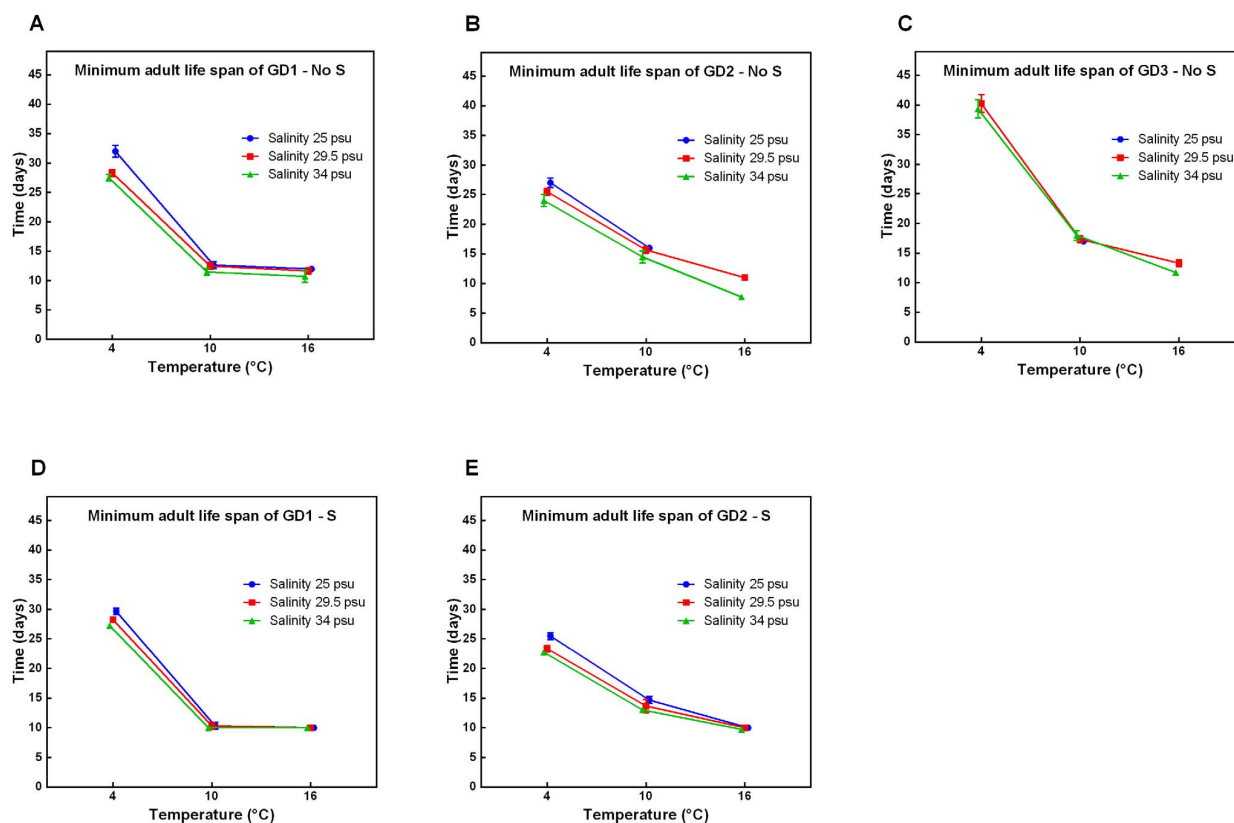 A
Minimum adult life span of GD1 - No S
Salinity 25 psu
Salinity 29.5 psu
Salinity 34 psu
Time (days)
45
40
35
30
25
20
15
10
5
0
4 10 16
Temperature (°C)
B
Minimum adult life span of GD2 - No S
Salinity 25 psu
Salinity 29.5 psu
Salinity 34 psu
Time (days)
45
40
35
30
25
20
15
10
5
0
4 10 16
Temperature (°C)
C
Minimum adult life span of GD3 - No S
Salinity 25 psu
Salinity 29.5 psu
Salinity 34 psu
Time (days)
45
40
35
30
25
20
15
10
5
0
4 10 16
Temperature (°C)
D
Minimum adult life span of GD1 - S
Salinity 25 psu
Salinity 29.5 psu
Salinity 34 psu
Time (days)
45
40
35
30
25
20
15
10
5
0
4 10 16
Temperature (°C)
E
Minimum adult life span of GD2 - S
Salinity 25 psu
Salinity 29.5 psu
Salinity 34 psu
Time (days)
45
40
35
30
25
20
15
10
5
0
4 10 16
Temperature (°C)